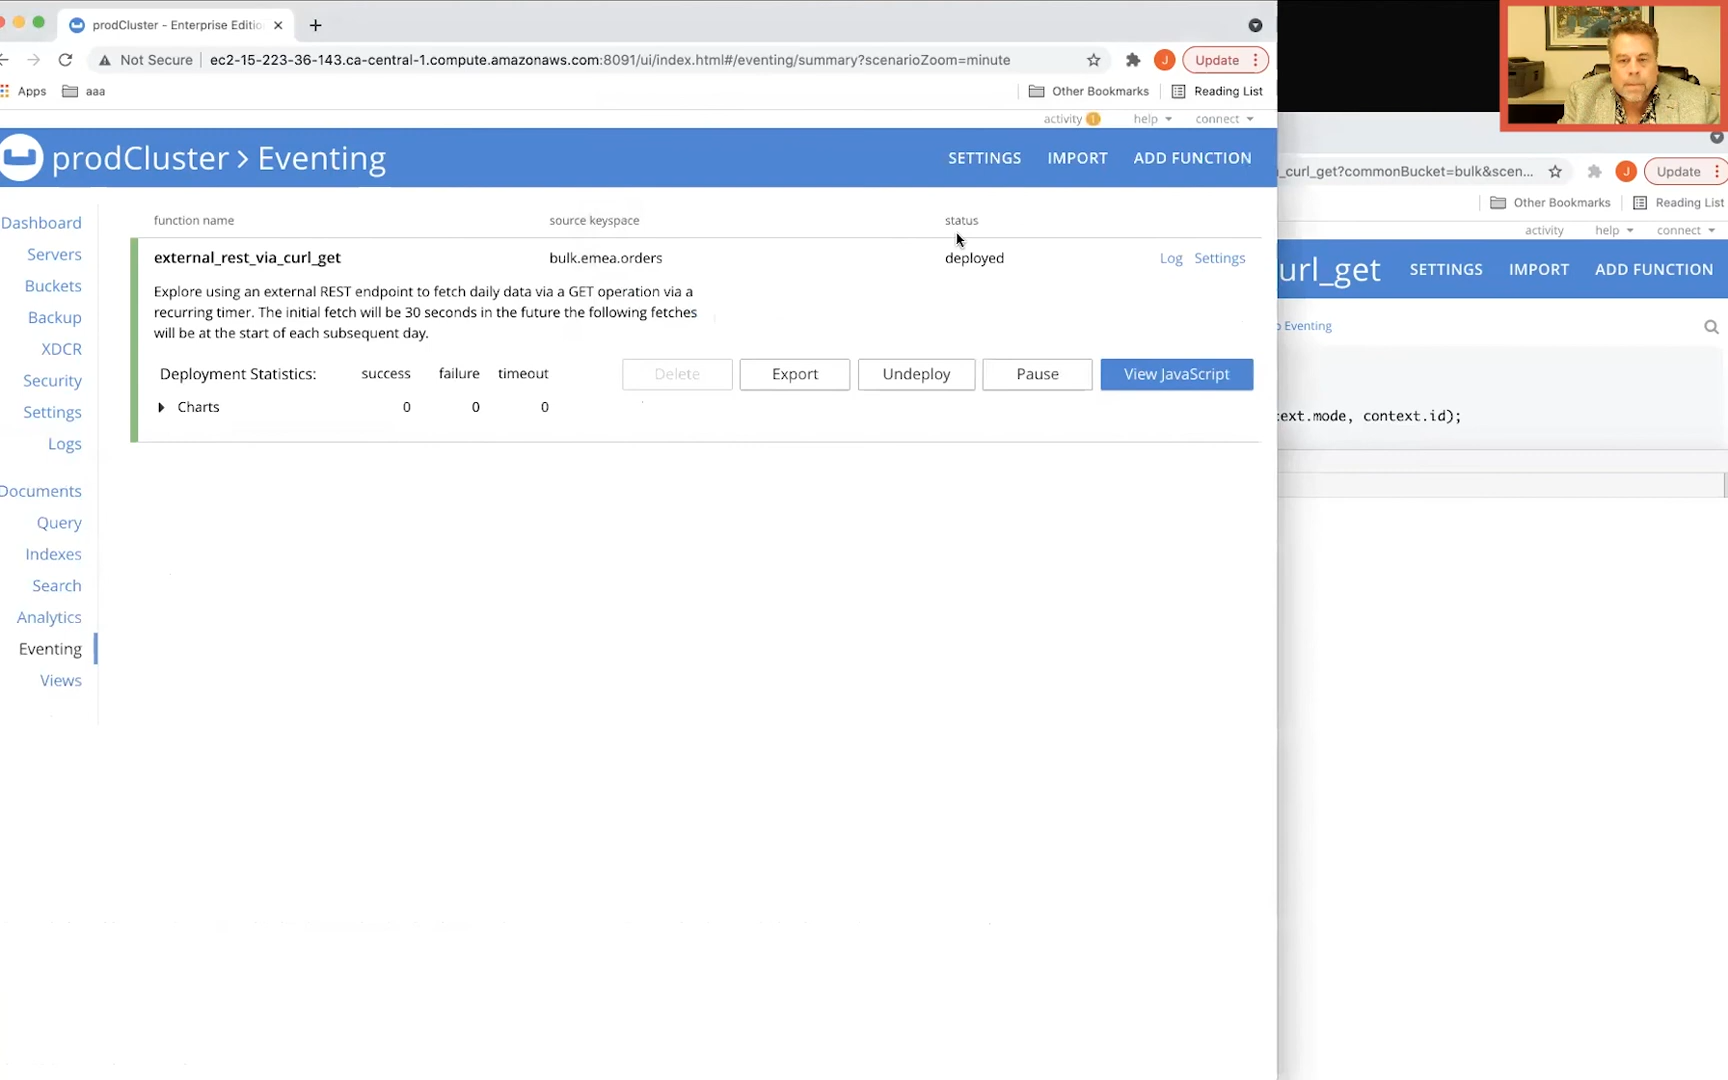 prodCluster - Enterprise Editio
Not Secure
ec2-15-223-36-143.ca-central-1.compute.amazonaws.com:8091/ui/index.html#/eventing/summary?scenarioZoom=minute
J
Update
Apps
aaa
Other Bookmarks
Reading List
activity 1
help
connect
prodCluster > Eventing
SETTINGS
IMPORT
ADD FUNCTION
Dashboard
Servers
Buckets
Backup
XDCR
Security
Settings
Logs
Documents
Query
Indexes
Search
Analytics
Eventing
Views
function name
source keyspace
status
external_rest_via_curl_get
bulk.emea.orders
deployed
Log
Settings
Explore using an external REST endpoint to fetch daily data via a GET operation via a
recurring timer. The initial fetch will be 30 seconds in the future the following fetches
will be at the start of each subsequent day.
Deployment Statistics:
success
failure
timeout
Charts
0
0
0
Delete
Export
Undeploy
Pause
View JavaScript
_curl_get?commonBucket=bulk&scen...
J
Update
Other Bookmarks
Reading List
activity
help
connect
url_get
SETTINGS
IMPORT
ADD FUNCTION
Eventing
ext.mode, context.id);